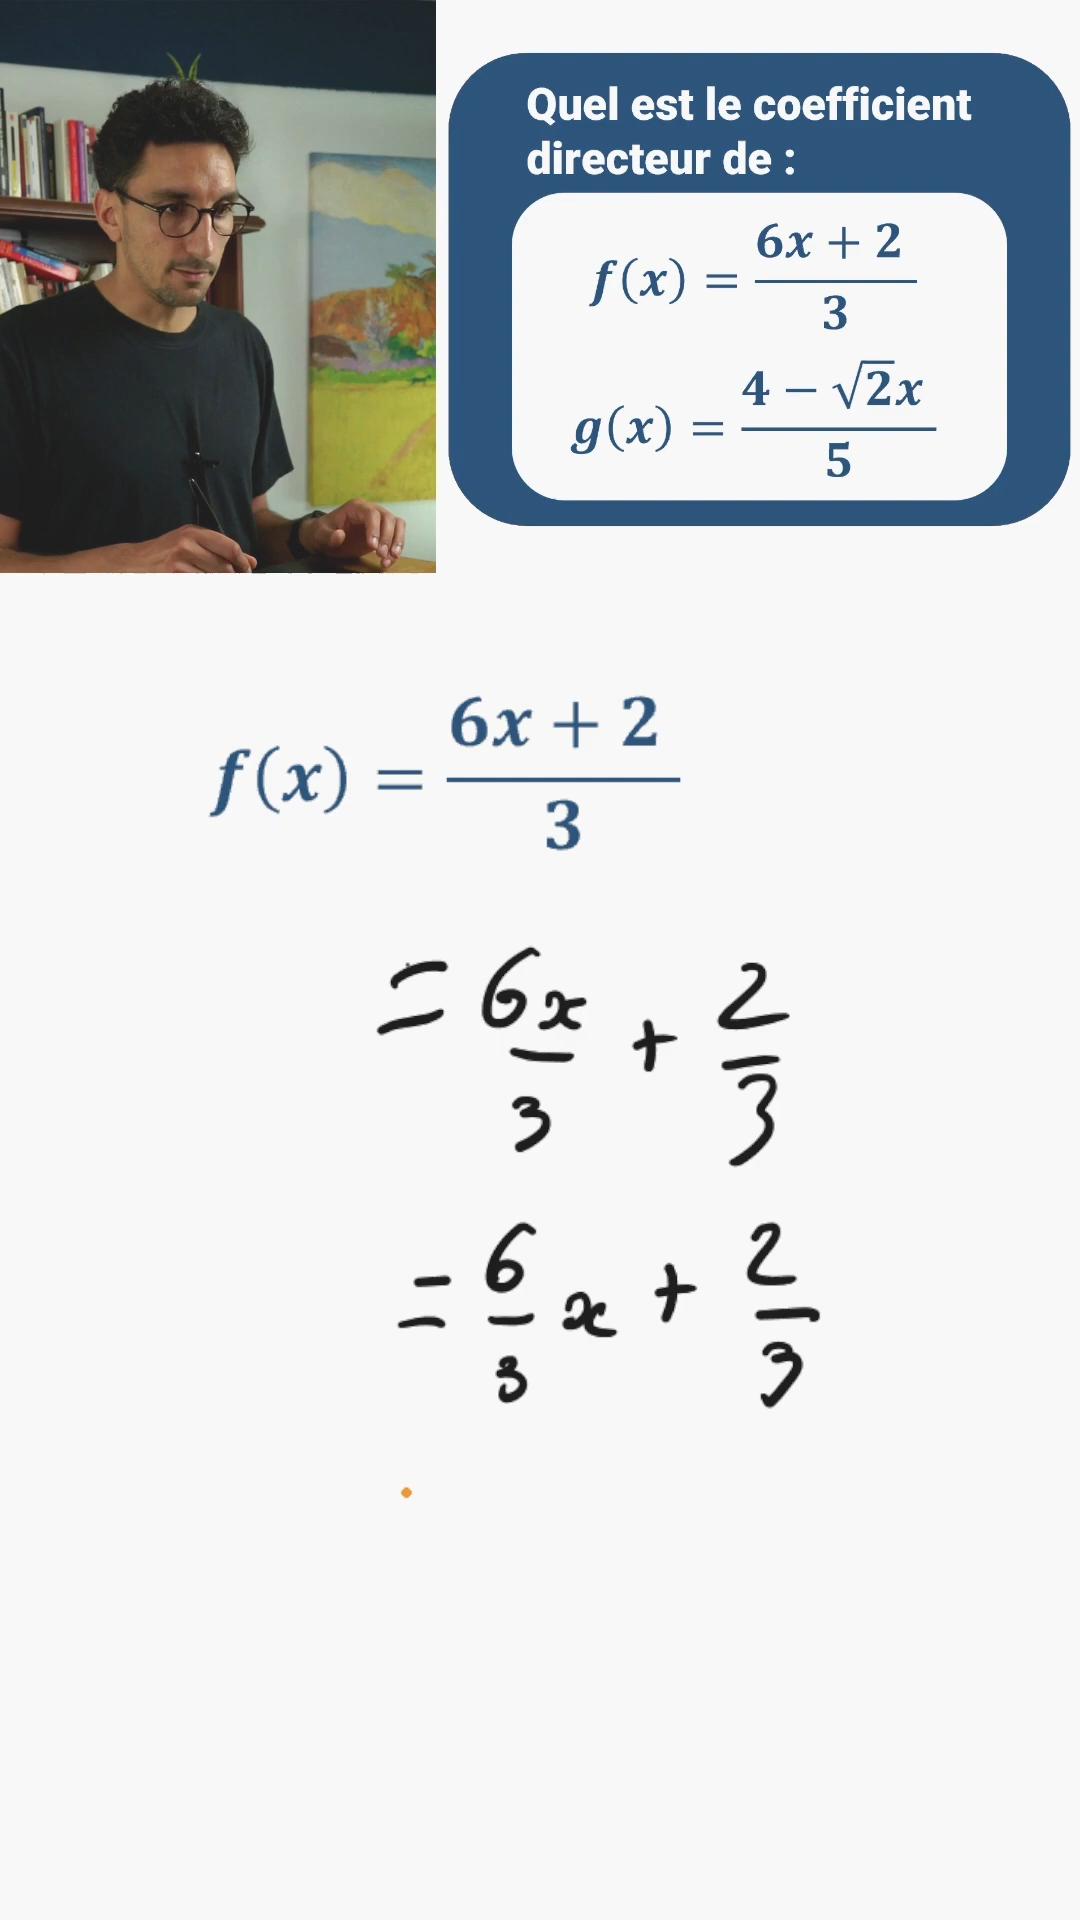 Quel est le coefficient
directeur de :
f(x) = (6x + 2)/3
g(x) = (4 − √2x)/5
f(x) = (6x + 2)/3
= 6x/3 + 2/3
= 6/3 x + 2/3